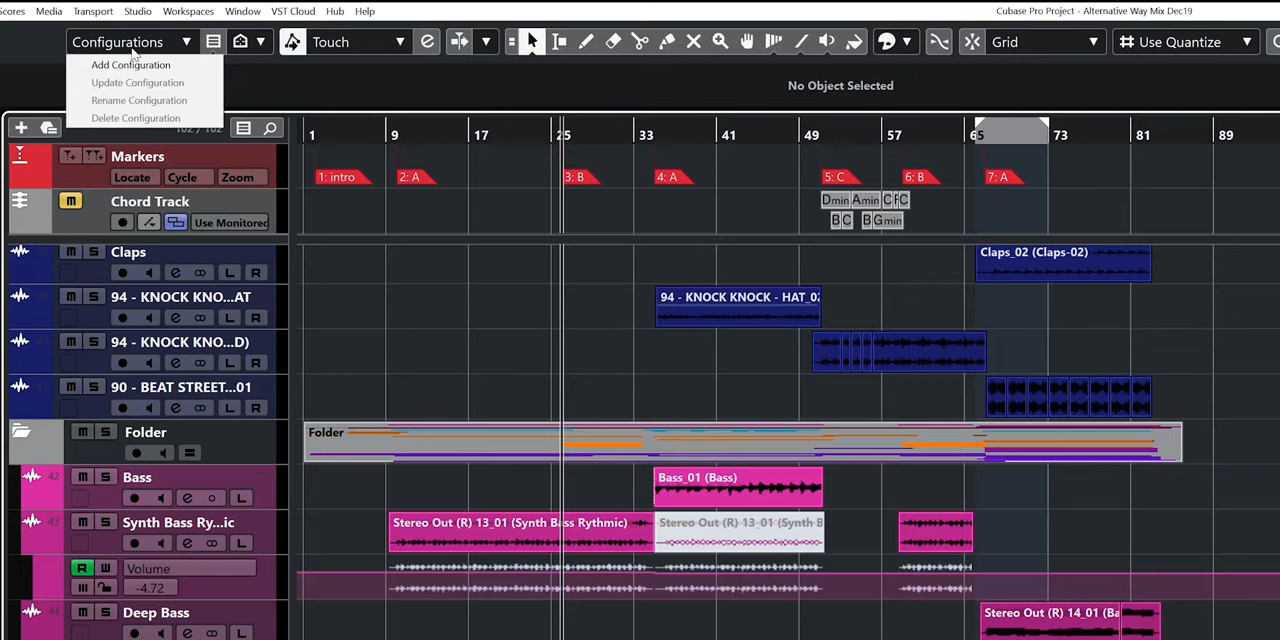 Scores Media Transport Studio Workspaces Window VST Cloud Hub Help Cubase Pro Project - Alternative Way Mix Dec19
Configurations Touch Grid Use Quantize
Add Configuration
Update Configuration
Rename Configuration
Delete Configuration
No Object Selected
102 / 102
1 9 17 25 33 41 49 57 65 73 81 89
Markers
Locate Cycle Zoom
1: intro 2: A 3: B 4: A 5: C 6: B 7: A
m Chord Track
Use Monitored
Dmin Amin C F C
B C B Gmin
m S Claps
e L R
Claps_02 (Claps-02)
m S 94 - KNOCK KNO...AT
e L R
94 - KNOCK KNOCK - HAT_02
m S 94 - KNOCK KNO...D)
e L R
m S 90 - BEAT STREET...01
e L R
m S Folder
Folder
42 m S Bass
e L
Bass_01 (Bass)
43 m S Synth Bass Ry...ic
e L
Stereo Out (R) 13_01 (Synth Bass Rythmic) Stereo Out (R) 13_01 (Synth B
R W Volume
-4.72
44 m S Deep Bass
e L
Stereo Out (R) 14_01 (Ba